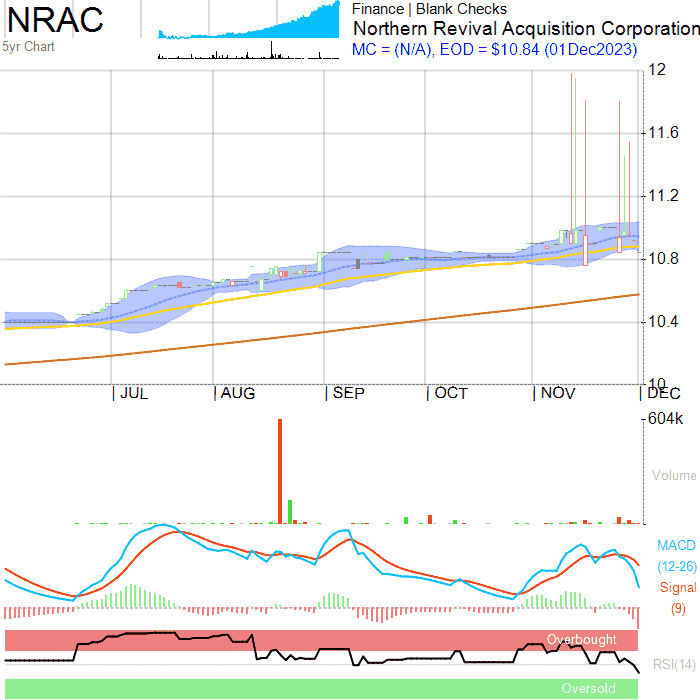 NRAC
5yr Chart
Finance | Blank Checks
Northern Revival Acquisition Corporation
MC = (N/A), EOD = $10.84 (01Dec2023)
12
11.6
11.2
10.8
10.4
10
JUL AUG SEP OCT NOV DEC
604k
Volume
MACD
(12-26)
Signal
(9)
Overbought
RSI(14)
Oversold